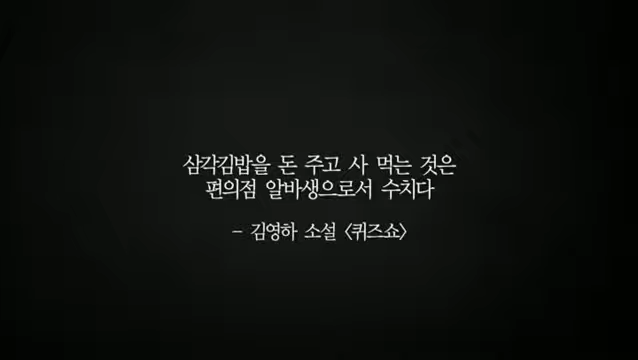 삼각김밥을 돈 주고 사 먹는 것은
편의점 알바생으로서 수치다
- 김영하 소설 〈퀴즈쇼〉